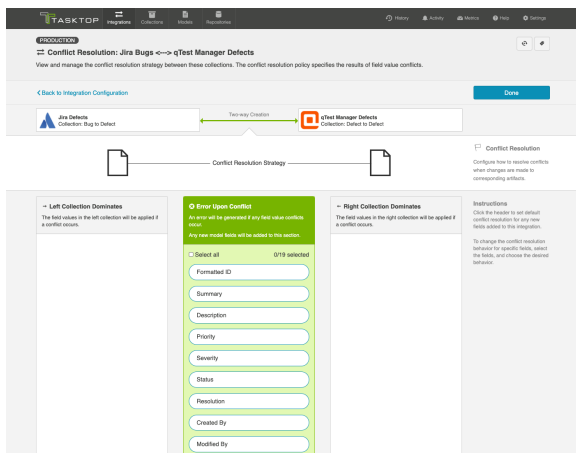 TASKTOP
Integrations
Collections
Models
Repositories
History
Activity
Metrics
Help
Settings
PRODUCTION
Conflict Resolution: Jira Bugs <---> qTest Manager Defects
View and manage the conflict resolution strategy between these collections. The conflict resolution policy specifies the results of field value conflicts.
Back to Integration Configuration
Done
Jira Defects
Collection: Bug to Defect
Two-way Creation
qTest Manager Defects
Collection: Defect to Defect
Conflict Resolution Strategy
Conflict Resolution
Configure how to resolve conflicts
when changes are made to
corresponding artifacts.
Left Collection Dominates
The field values in the left collection will be applied if
a conflict occurs.
Error Upon Conflict
An error will be generated if any field value conflicts
occur.
Any new model fields will be added to this section.
Select all
0/19 selected
Formatted ID
Summary
Description
Priority
Severity
Status
Resolution
Created By
Modified By
Right Collection Dominates
The field values in the right collection will be applied if
a conflict occurs.
Instructions
Click the header to set default
conflict resolution for any new
fields added to this integration.
To change the conflict resolution
behavior for specific fields, select
the fields, and choose the desired
behavior.